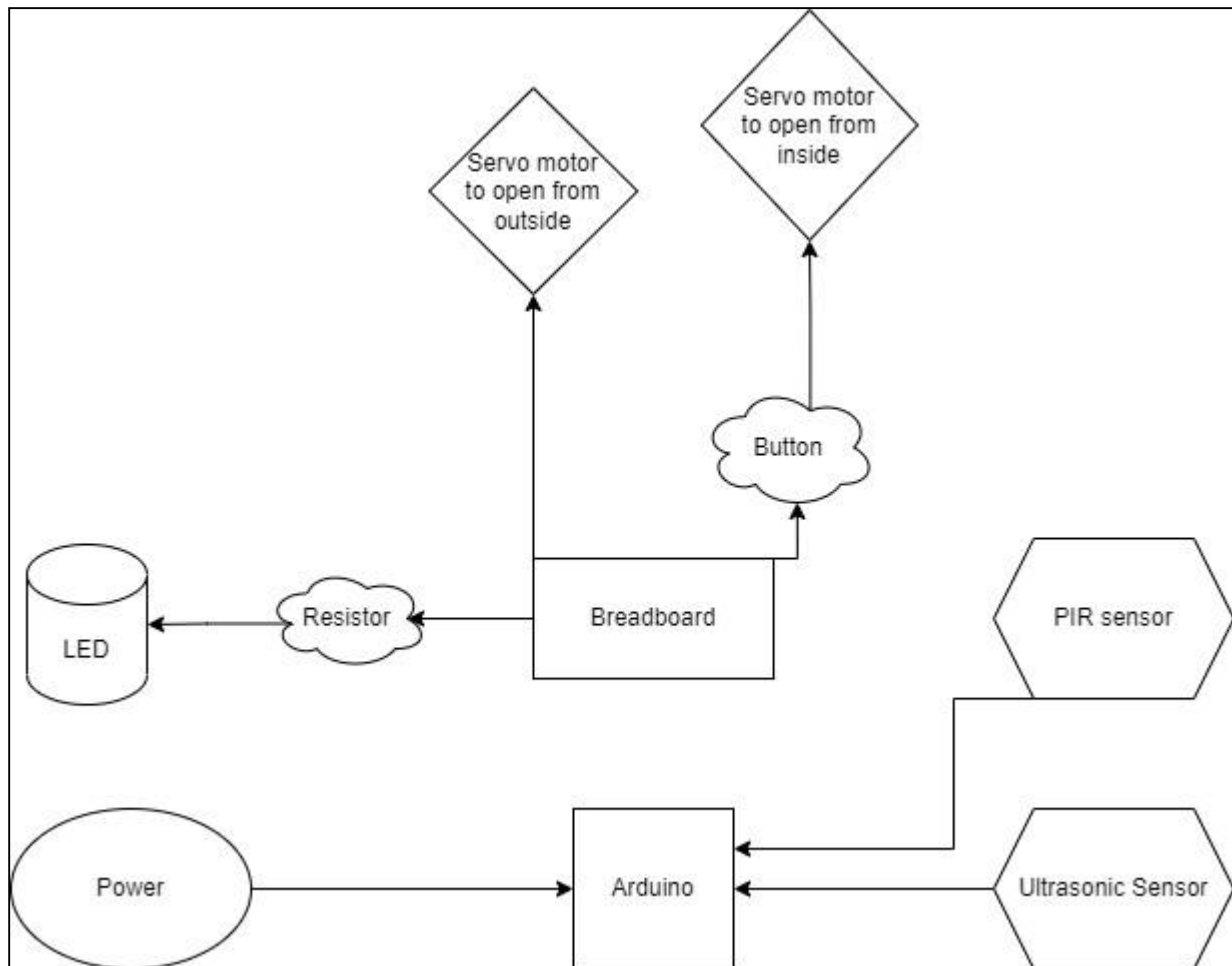 Servo motor
to open from
inside
Servo motor
to open from
outside
Button
LED
Resistor
Breadboard
PIR sensor
Power
Arduino
Ultrasonic Sensor